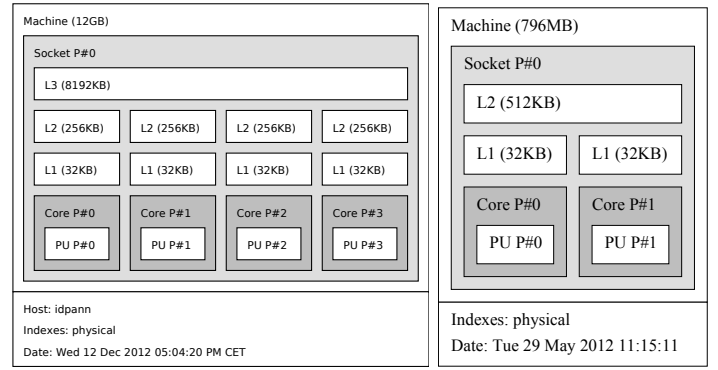 Machine (12GB)
Socket P#0
L3 (8192KB)
L2 (256KB) L2 (256KB) L2 (256KB) L2 (256KB)
L1 (32KB) L1 (32KB) L1 (32KB) L1 (32KB)
Core P#0 Core P#1 Core P#2 Core P#3
PU P#0 PU P#1 PU P#2 PU P#3
Host: idpann
Indexes: physical
Date: Wed 12 Dec 2012 05:04:20 PM CET
Machine (796MB)
Socket P#0
L2 (512KB)
L1 (32KB) L1 (32KB)
Core P#0 Core P#1
PU P#0 PU P#1
Indexes: physical
Date: Tue 29 May 2012 11:15:11